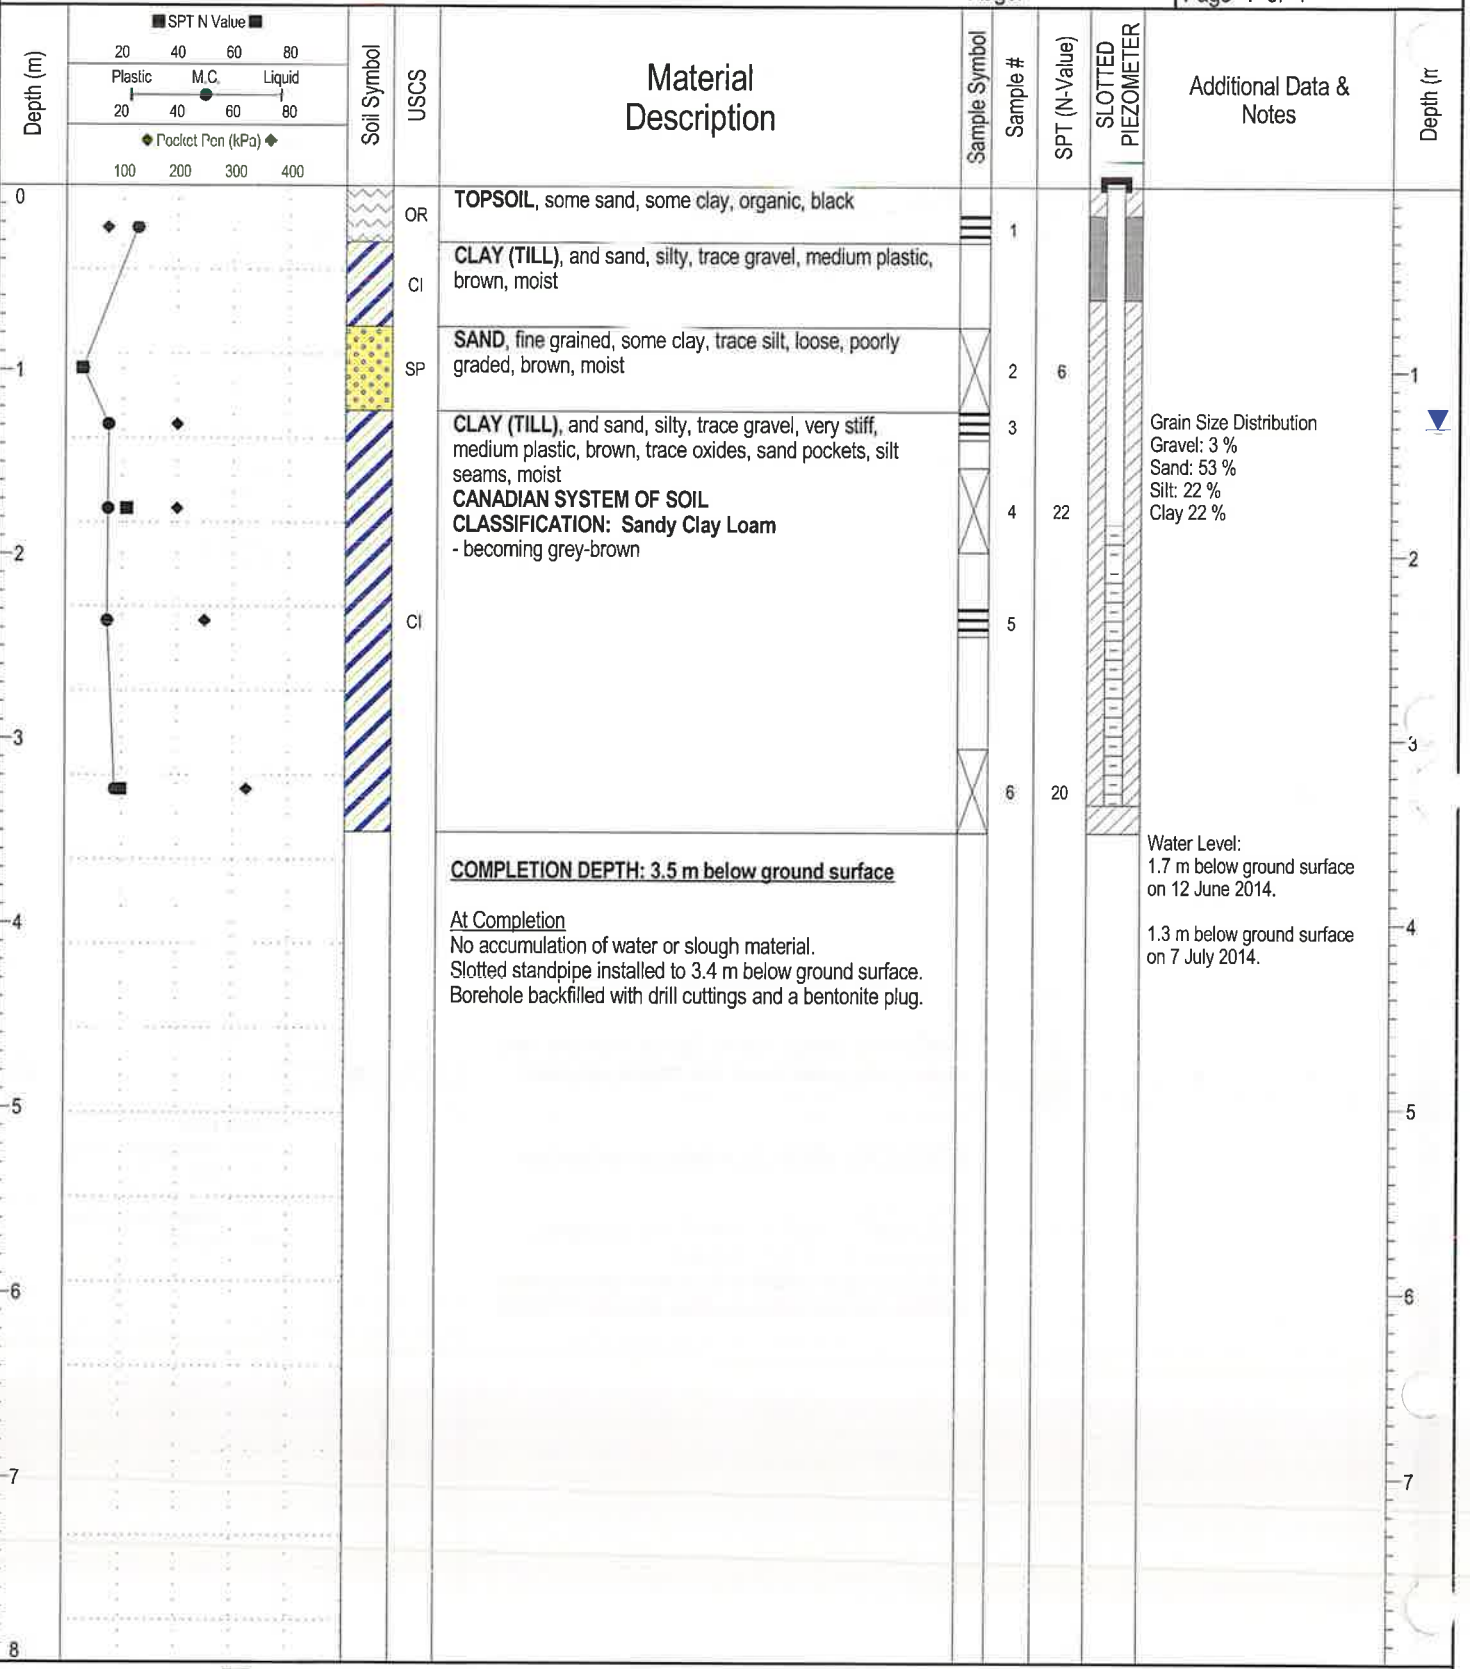 Page 1 of 1
Depth (m)
SPT N Value
20 40 60 80
Plastic M.C. Liquid
20 40 60 80
Pocket Pen (kPa)
100 200 300 400
Soil Symbol
USCS
Material
Description
Sample Symbol
Sample #
SPT (N-Value)
SLOTTED
PIEZOMETER
Additional Data &
Notes
Depth (m
0
OR
TOPSOIL, some sand, some clay, organic, black
1
CI
CLAY (TILL), and sand, silty, trace gravel, medium plastic,
brown, moist
SP
SAND, fine grained, some clay, trace silt, loose, poorly
graded, brown, moist
2 6
1
1
CLAY (TILL), and sand, silty, trace gravel, very stiff,
medium plastic, brown, trace oxides, sand pockets, silt
seams, moist
CANADIAN SYSTEM OF SOIL
CLASSIFICATION: Sandy Clay Loam
- becoming grey-brown
3
4 22
Grain Size Distribution
Gravel: 3 %
Sand: 53 %
Silt: 22 %
Clay 22 %
2
2
CI
5
3
3
6 20
COMPLETION DEPTH: 3.5 m below ground surface
At Completion
No accumulation of water or slough material.
Slotted standpipe installed to 3.4 m below ground surface.
Borehole backfilled with drill cuttings and a bentonite plug.
Water Level:
1.7 m below ground surface
on 12 June 2014.
1.3 m below ground surface
on 7 July 2014.
4
4
5
5
6
6
7
7
8